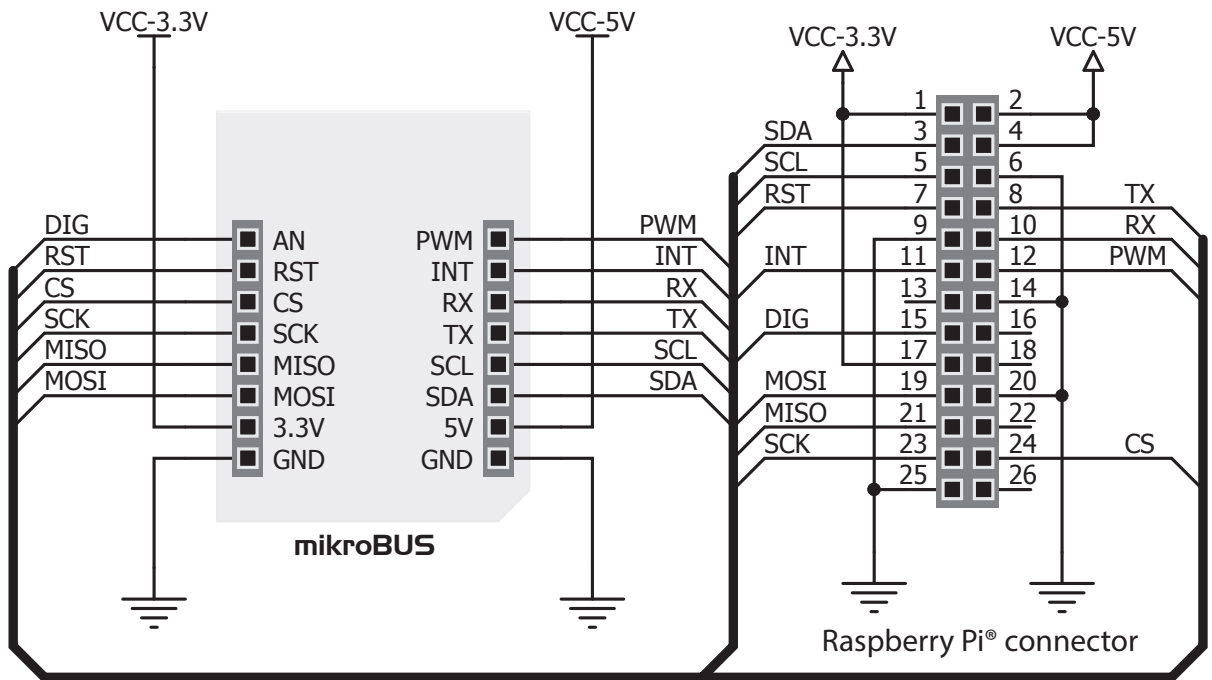 VCC-3.3V VCC-5V
VCC-3.3V VCC-5V
1 2
SDA 3 4
SCL 5 6
RST 7 8 TX
DIG AN PWM PWM 9 10 RX
RST RST INT INT INT 11 12 PWM
CS CS RX RX 13 14
SCK SCK TX TX DIG 15 16
MISO MISO SCL SCL 17 18
MOSI MOSI SDA SDA MOSI 19 20
3.3V 5V MISO 21 22
GND GND SCK 23 24 CS
25 26
mikroBUS
Raspberry Pi® connector